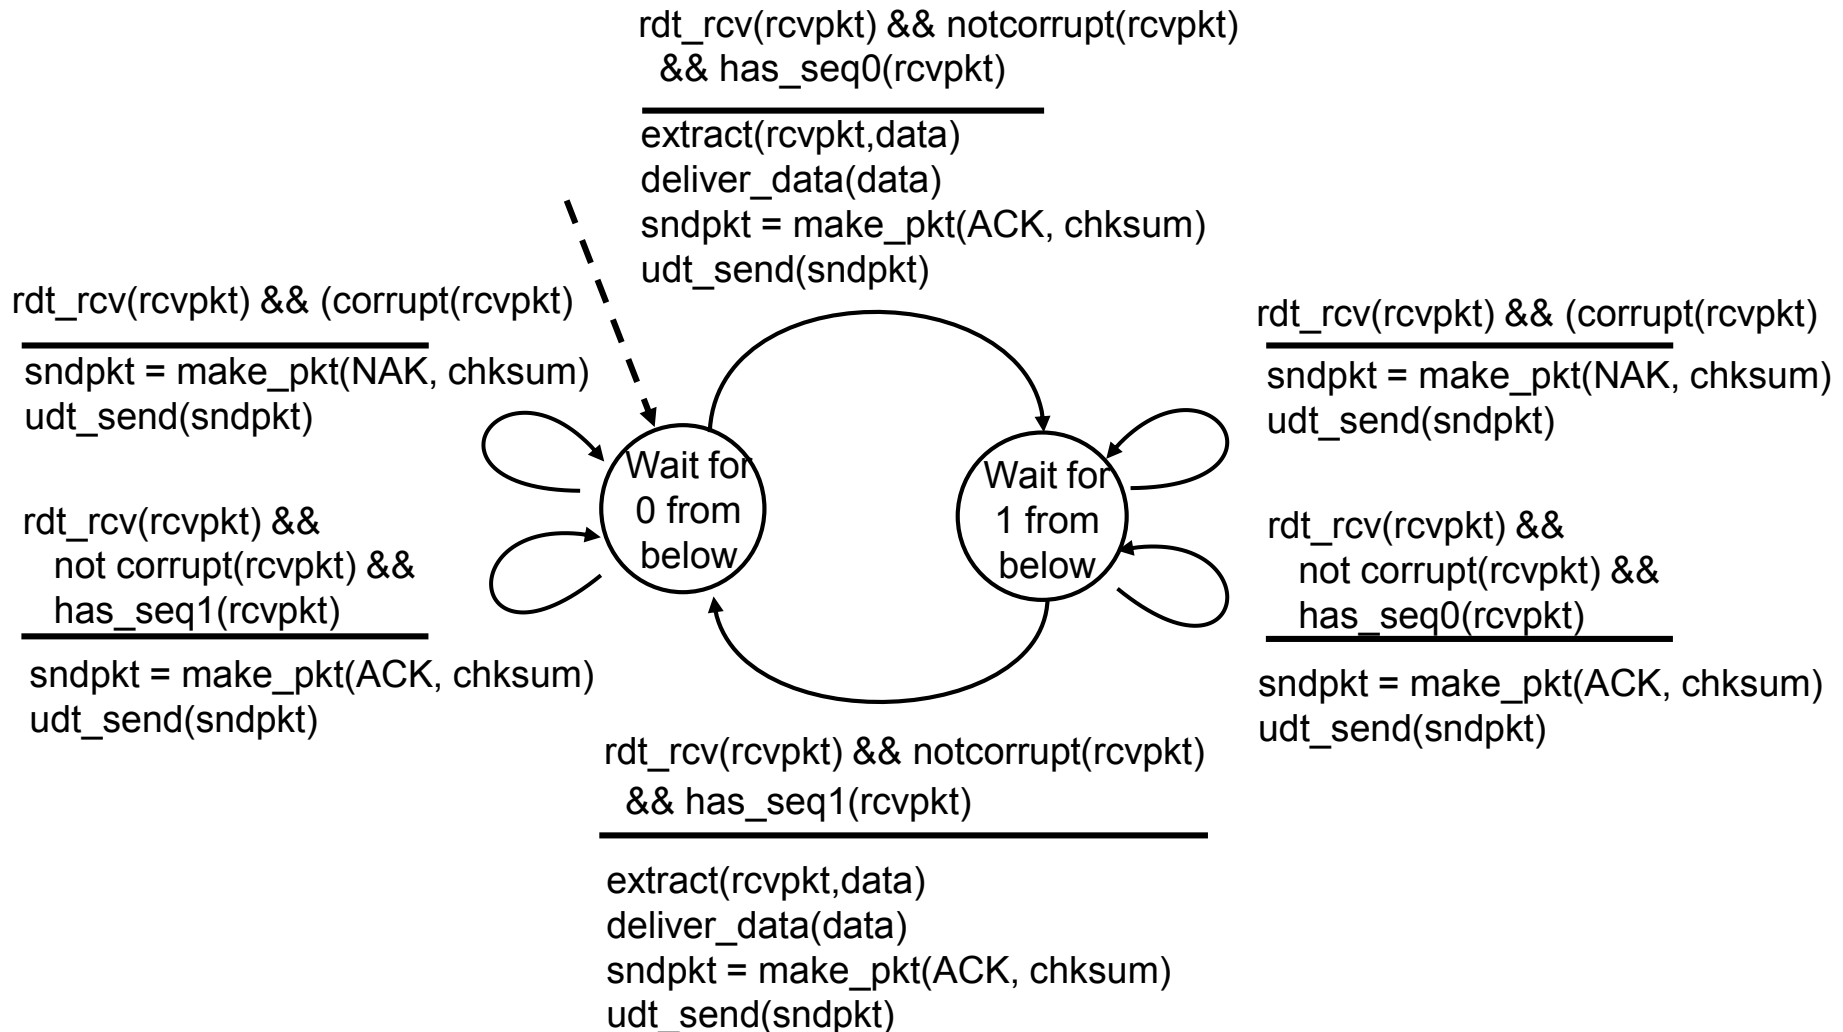 rdt_rcv(rcvpkt) && notcorrupt(rcvpkt)
&& has_seq0(rcvpkt)
extract(rcvpkt,data)
deliver_data(data)
sndpkt = make_pkt(ACK, chksum)
udt_send(sndpkt)
rdt_rcv(rcvpkt) && (corrupt(rcvpkt)
sndpkt = make_pkt(NAK, chksum)
udt_send(sndpkt)
rdt_rcv(rcvpkt) &&
not corrupt(rcvpkt) &&
has_seq1(rcvpkt)
sndpkt = make_pkt(ACK, chksum)
udt_send(sndpkt)
Wait for
0 from
below
Wait for
1 from
below
rdt_rcv(rcvpkt) && (corrupt(rcvpkt)
sndpkt = make_pkt(NAK, chksum)
udt_send(sndpkt)
rdt_rcv(rcvpkt) &&
not corrupt(rcvpkt) &&
has_seq0(rcvpkt)
sndpkt = make_pkt(ACK, chksum)
udt_send(sndpkt)
rdt_rcv(rcvpkt) && notcorrupt(rcvpkt)
&& has_seq1(rcvpkt)
extract(rcvpkt,data)
deliver_data(data)
sndpkt = make_pkt(ACK, chksum)
udt_send(sndpkt)